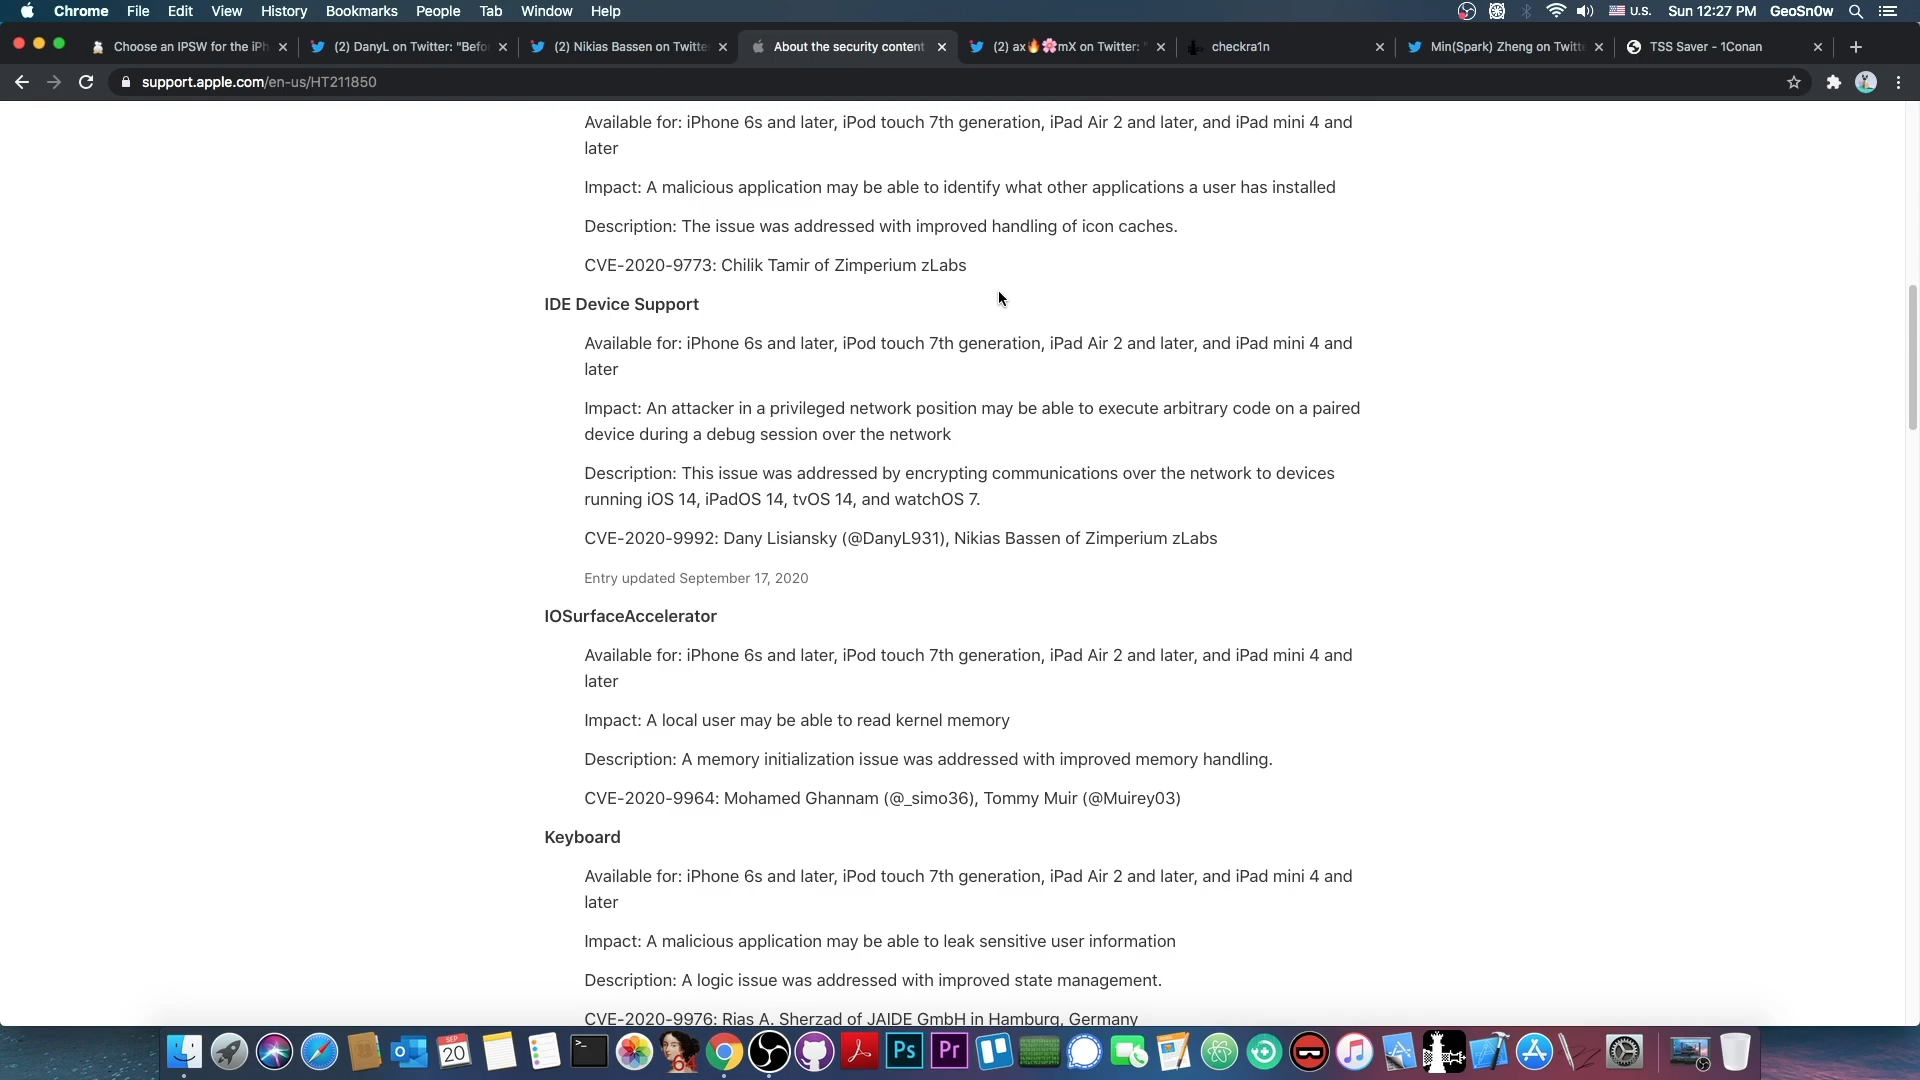 Chrome File Edit View History Bookmarks People Tab Window Help U.S. Sun 12:27 PM GeoSn0w
Choose an IPSW for the iPh (2) DanyL on Twitter: "Befo (2) Nikias Bassen on Twitte About the security content (2) ax🔥🌸mX on Twitter: " checkra1n Min(Spark) Zheng on Twitt TSS Saver - 1Conan
support.apple.com/en-us/HT211850
Available for: iPhone 6s and later, iPod touch 7th generation, iPad Air 2 and later, and iPad mini 4 and
later
Impact: A malicious application may be able to identify what other applications a user has installed
Description: The issue was addressed with improved handling of icon caches.
CVE-2020-9773: Chilik Tamir of Zimperium zLabs
IDE Device Support
Available for: iPhone 6s and later, iPod touch 7th generation, iPad Air 2 and later, and iPad mini 4 and
later
Impact: An attacker in a privileged network position may be able to execute arbitrary code on a paired
device during a debug session over the network
Description: This issue was addressed by encrypting communications over the network to devices
running iOS 14, iPadOS 14, tvOS 14, and watchOS 7.
CVE-2020-9992: Dany Lisiansky (@DanyL931), Nikias Bassen of Zimperium zLabs
Entry updated September 17, 2020
IOSurfaceAccelerator
Available for: iPhone 6s and later, iPod touch 7th generation, iPad Air 2 and later, and iPad mini 4 and
later
Impact: A local user may be able to read kernel memory
Description: A memory initialization issue was addressed with improved memory handling.
CVE-2020-9964: Mohamed Ghannam (@_simo36), Tommy Muir (@Muirey03)
Keyboard
Available for: iPhone 6s and later, iPod touch 7th generation, iPad Air 2 and later, and iPad mini 4 and
later
Impact: A malicious application may be able to leak sensitive user information
Description: A logic issue was addressed with improved state management.
CVE-2020-9976: Rias A. Sherzad of JAIDE GmbH in Hamburg, Germany
SEP
20
Ps Pr